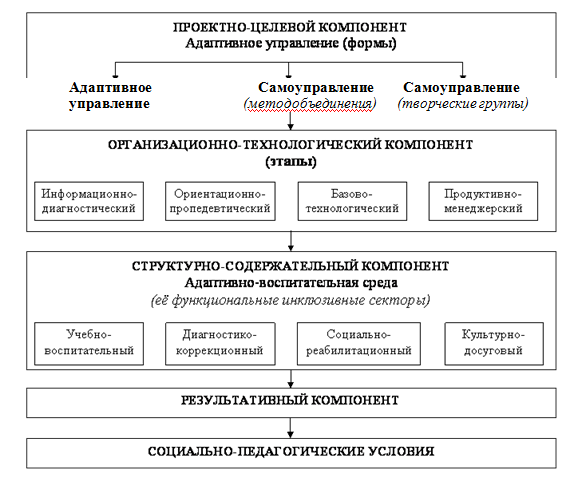 ПРОЕКТНО-ЦЕЛЕВОЙ КОМПОНЕНТ
Адаптивное управление (формы)
Адаптивное
управление
Самоуправление
(методобъединения)
Самоуправление
(творческие группы)
ОРГАНИЗАЦИОННО-ТЕХНОЛОГИЧЕСКИЙ КОМПОНЕНТ
(этапы)
Информационно-
диагностический
Ориентационно-
пропедевтический
Базово-
технологический
Продуктивно-
менеджерский
СТРУКТУРНО-СОДЕРЖАТЕЛЬНЫЙ КОМПОНЕНТ
Адаптивно-воспитательная среда
(её функциональные инклюзивные секторы)
Учебно-
воспитательный
Диагностико-
коррекционный
Социально-
реабилитационный
Культурно-
досуговый
РЕЗУЛЬТАТИВНЫЙ КОМПОНЕНТ
СОЦИАЛЬНО-ПЕДАГОГИЧЕСКИЕ УСЛОВИЯ